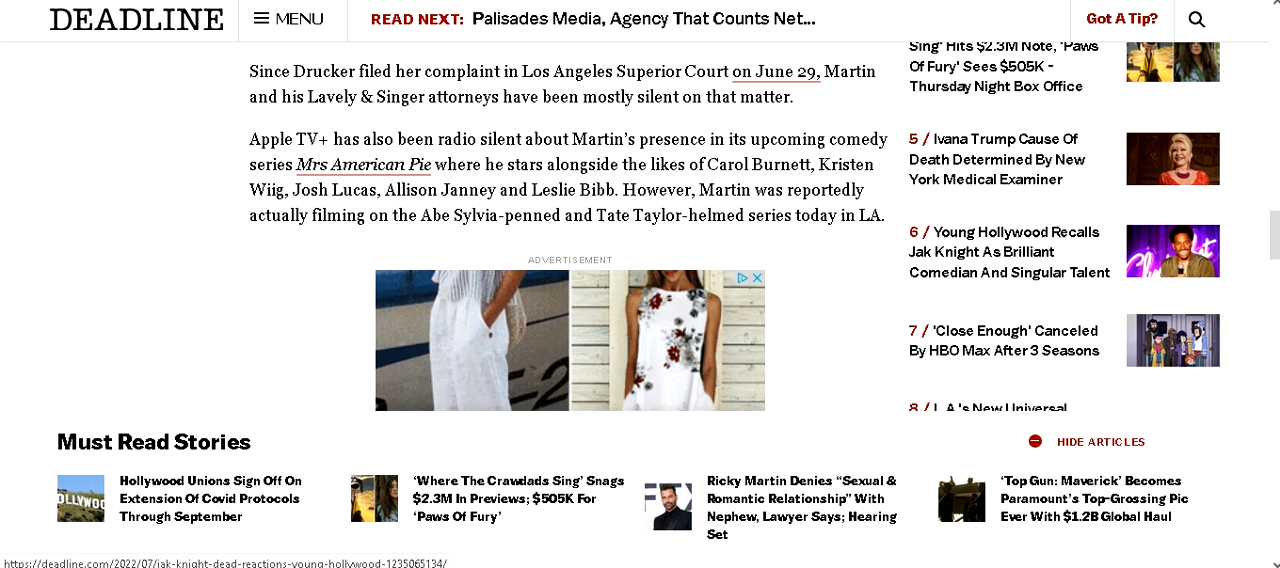 DEADLINE
MENU
READ NEXT: Palisades Media, Agency That Counts Net...
Got A Tip?
Since Drucker filed her complaint in Los Angeles Superior Court on June 29, Martin
and his Lavely & Singer attorneys have been mostly silent on that matter.
Apple TV+ has also been radio silent about Martin’s presence in its upcoming comedy
series Mrs American Pie where he stars alongside the likes of Carol Burnett, Kristen
Wiig, Josh Lucas, Allison Janney and Leslie Bibb. However, Martin was reportedly
actually filming on the Abe Sylvia-penned and Tate Taylor-helmed series today in LA.
ADVERTISEMENT
Sing' Hits $2.3M Note, 'Paws
Of Fury' Sees $505K -
Thursday Night Box Office
5 / Ivana Trump Cause Of
Death Determined By New
York Medical Examiner
6 / Young Hollywood Recalls
Jak Knight As Brilliant
Comedian And Singular Talent
7 / 'Close Enough' Canceled
By HBO Max After 3 Seasons
8 / L.A.'s New Universal
Must Read Stories
HIDE ARTICLES
Hollywood Unions Sign Off On
Extension Of Covid Protocols
Through September
‘Where The Crawdads Sing’ Snags
$2.3M In Previews; $505K For
‘Paws Of Fury’
Ricky Martin Denies “Sexual &
Romantic Relationship” With
Nephew, Lawyer Says; Hearing
Set
‘Top Gun: Maverick’ Becomes
Paramount’s Top-Grossing Pic
Ever With $1.2B Global Haul
https://deadline.com/2022/07/jak-knight-dead-reactions-young-hollywood-1235065134/